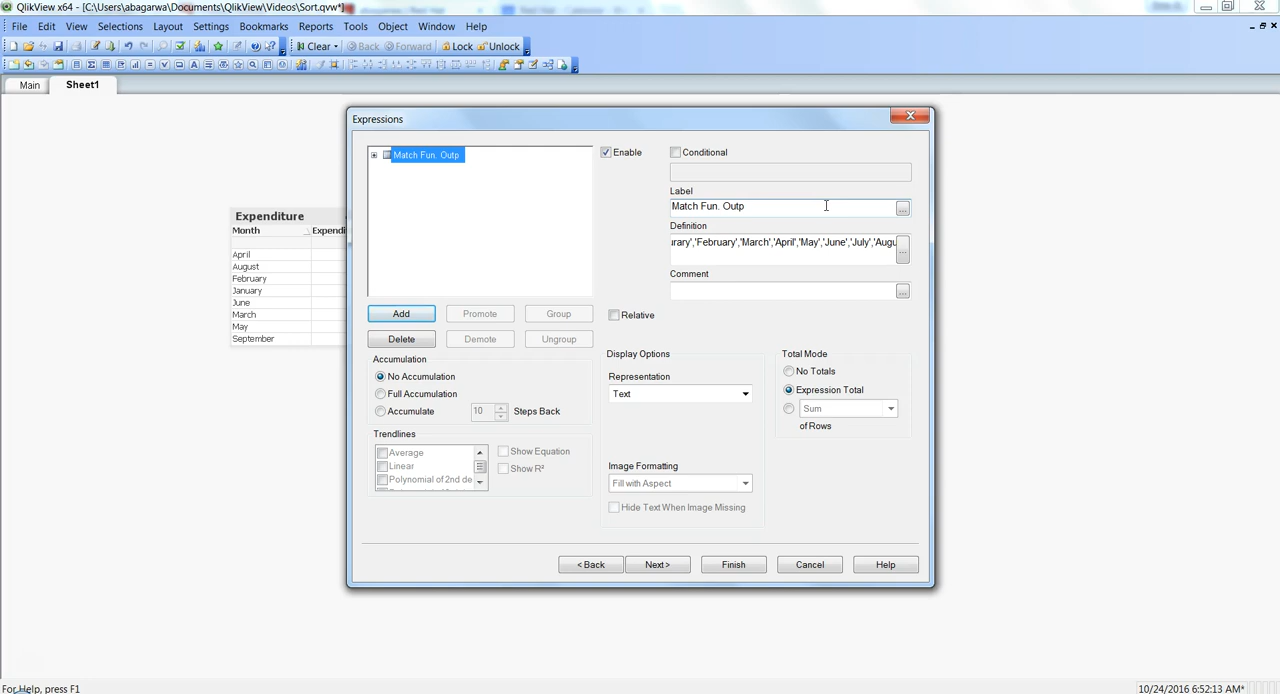 QlikView x64 - [C:\Users\abagarwa\Documents\QlikView\Videos\Sort.qvw*]
File Edit View Selections Layout Settings Bookmarks Reports Tools Object Window Help
Clear Back Forward Lock Unlock
Main Sheet1
Expenditure
Month Expendi
April
August
February
January
June
March
May
September
Expressions
Match Fun. Outp
Enable
Conditional
Label
Match Fun. Outp
Definition
ırary','February','March','April','May','June','July','Augu
Comment
Add Promote Group
Delete Demote Ungroup
Relative
Accumulation
No Accumulation
Full Accumulation
Accumulate 10 Steps Back
Trendlines
Average
Linear
Polynomial of 2nd de
Show Equation
Show R²
Display Options
Representation
Text
Image Formatting
Fill with Aspect
Hide Text When Image Missing
Total Mode
No Totals
Expression Total
Sum
of Rows
< Back Next > Finish Cancel Help
For Help, press F1
10/24/2016 6:52:13 AM*